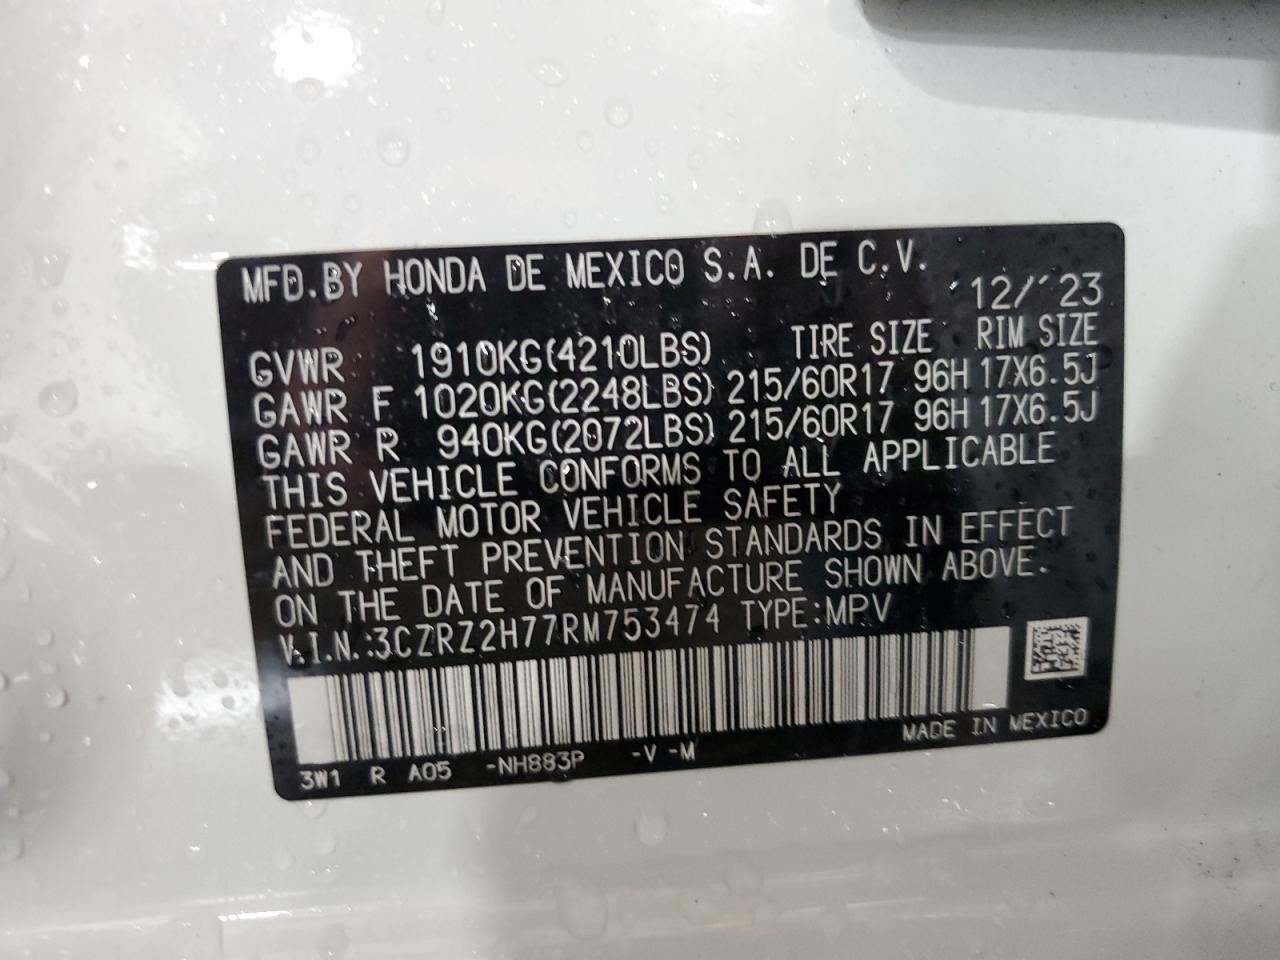 MFD.BY HONDA DE MEXICO S.A. DE C.V.
12/´23
GVWR 1910KG(4210LBS) TIRE SIZE RIM SIZE
GAWR F 1020KG(2248LBS) 215/60R17 96H 17X6.5J
GAWR R 940KG(2072LBS) 215/60R17 96H 17X6.5J
THIS VEHICLE CONFORMS TO ALL APPLICABLE
FEDERAL MOTOR VEHICLE SAFETY
AND THEFT PREVENTION STANDARDS IN EFFECT
ON THE DATE OF MANUFACTURE SHOWN ABOVE.
V.I.N.:3CZRZ2H77RM753474 TYPE:MPV
3W1 R A05 -NH883P -V -M MADE IN MEXICO